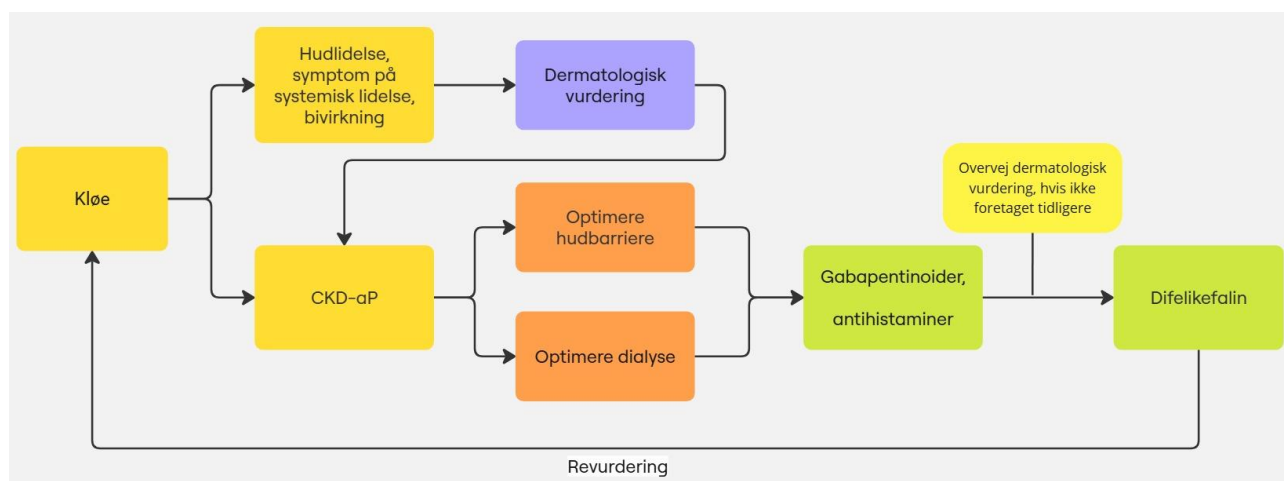 Hudlidelse,
symptom på
systemisk lidelse,
bivirkning
Dermatologisk
vurdering
Kløe
Overvej dermatologisk
vurdering, hvis ikke
foretaget tidligere
Optimere
hudbarriere
CKD-aP
Gabapentinoider,
antihistaminer
Difelikefalin
Optimere dialyse
Revurdering